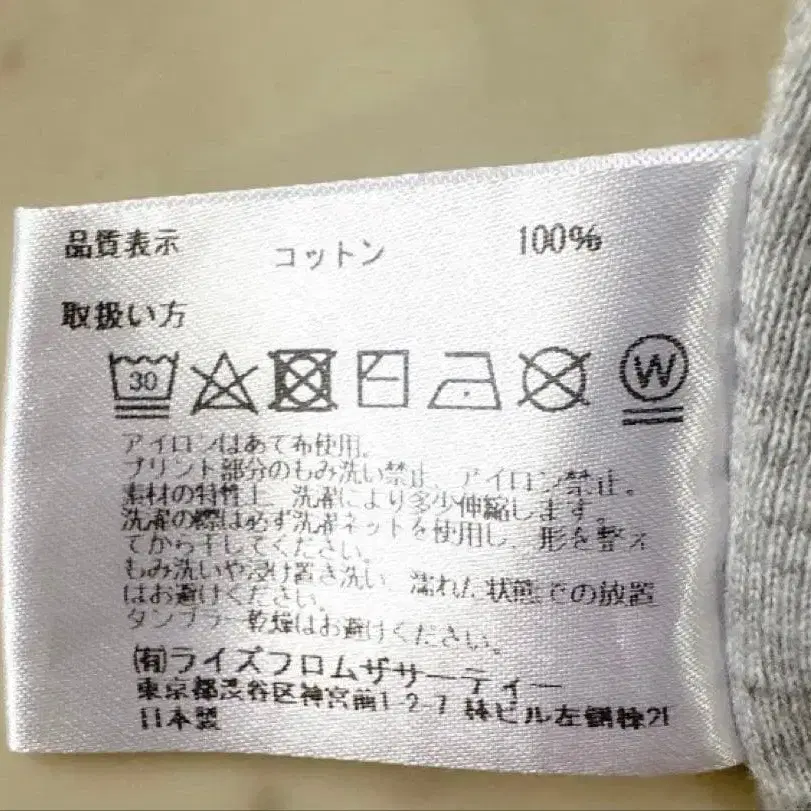 品質表示 コットン 100%
取扱い方
30 W
アイロンはあて布使用。
プリント部分のもみ洗い禁止、アイロン禁止。
素材の特性上、洗濯により多少伸縮します。
洗濯の際は必ず洗濯ネットを使用し、形を整え
てから干してください。
もみ洗いや浸け置き洗い、濡れた状態での放置
はお避けください。
タンブラー乾燥はお避けください。
(有)ライズフロムザサーティー
東京都渋谷区神宮前1-2-7 林ビル左側
日本製